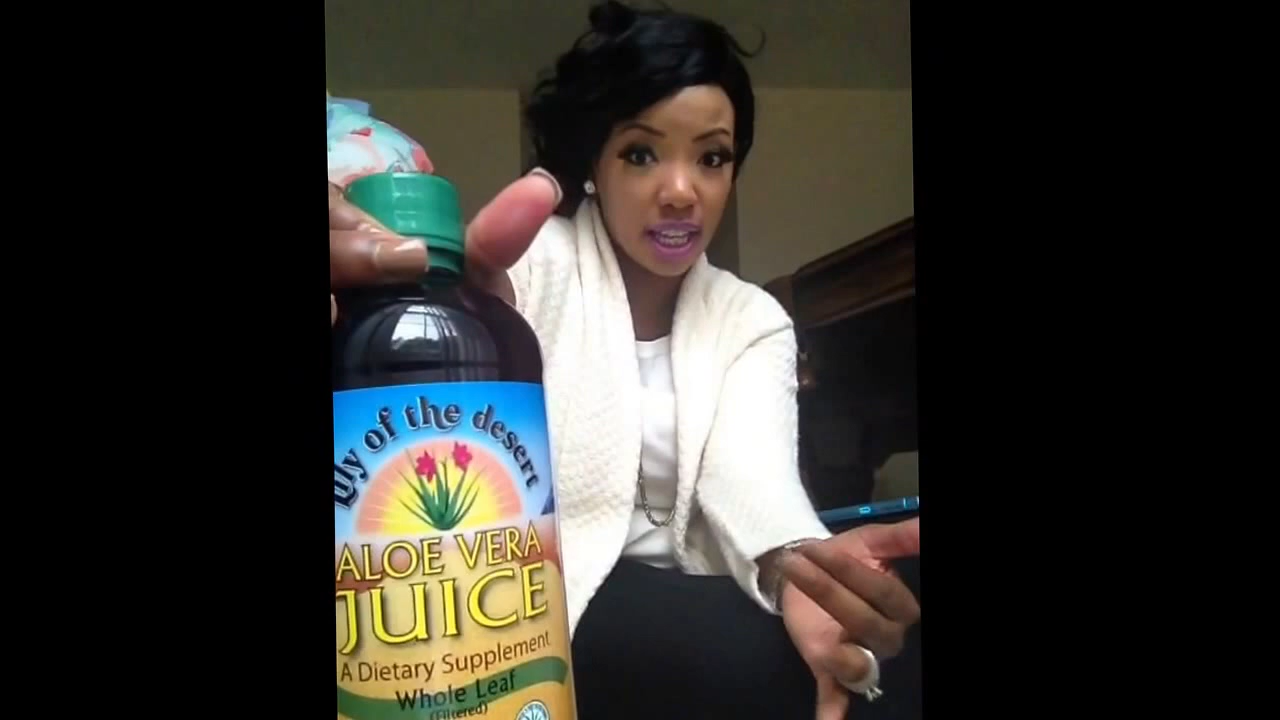 of the desert
ALOE VERA
JUICE
A Dietary Supplement
Whole Leaf
(Filtered)